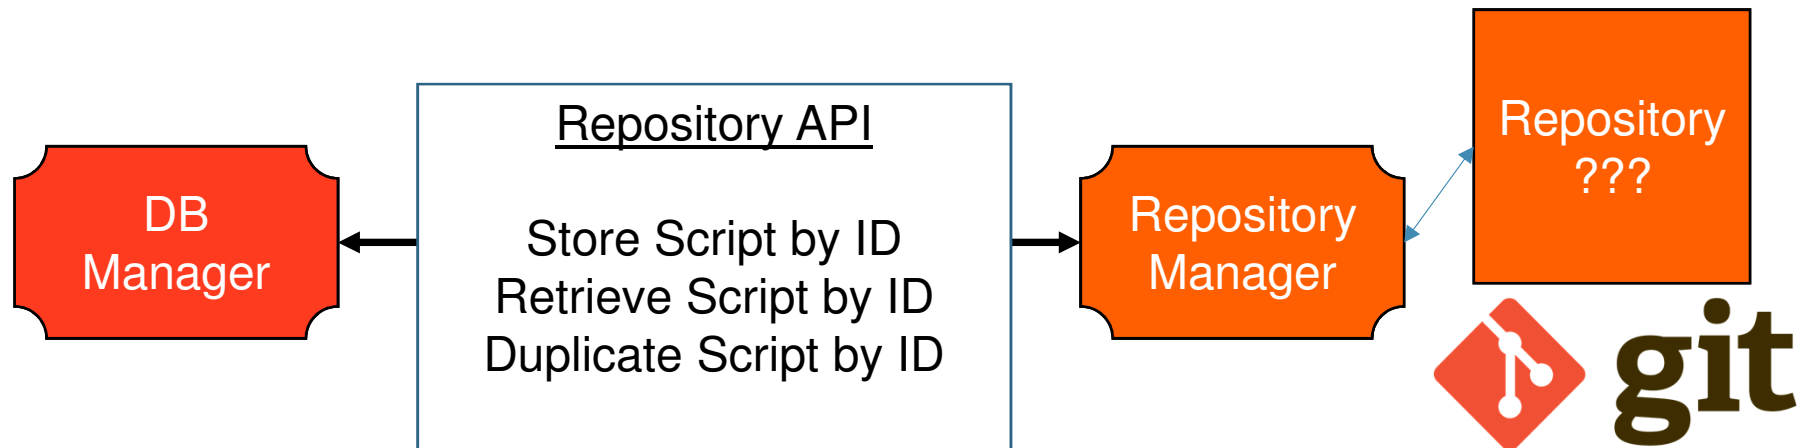 DB
Manager
Repository API
Store Script by ID
Retrieve Script by ID
Duplicate Script by ID
Repository
Manager
Repository
???
git